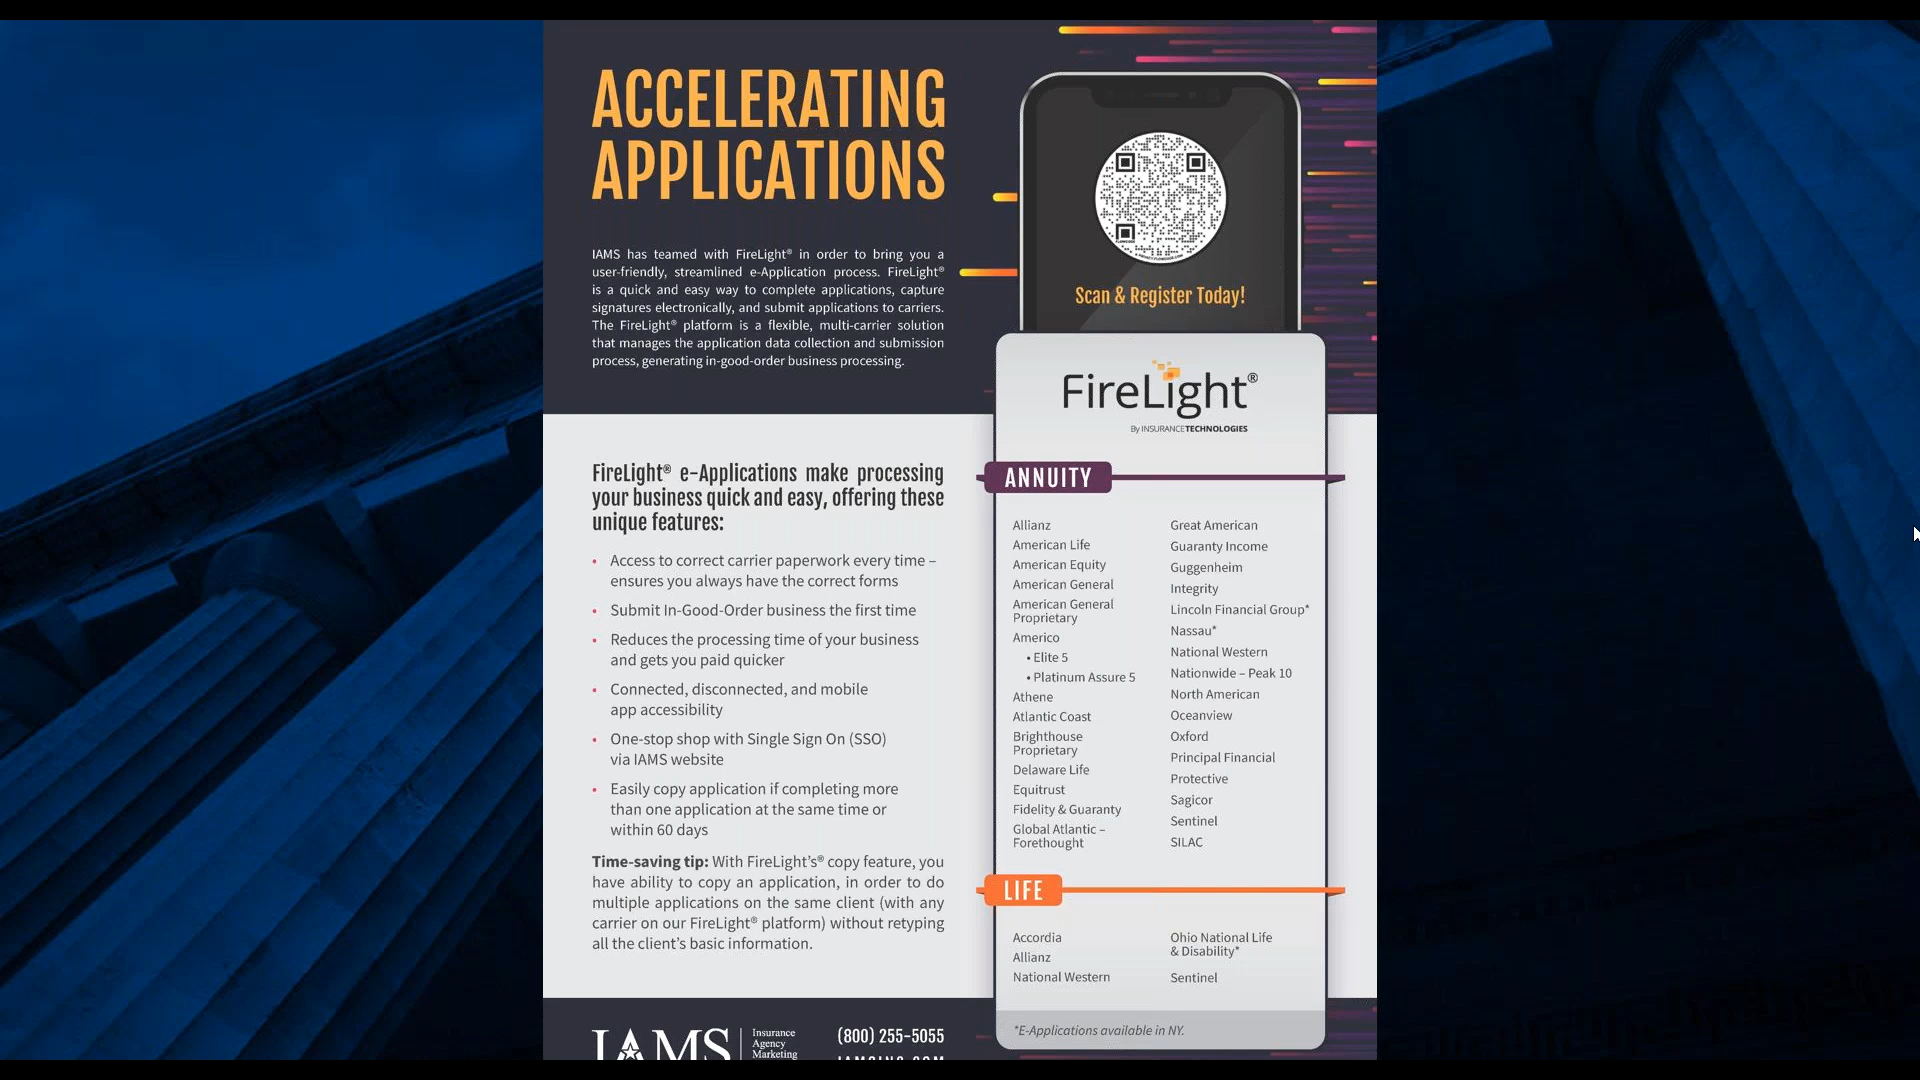 ACCELERATING
APPLICATIONS
IAMS has teamed with FireLight® in order to bring you a
user-friendly, streamlined e-Application process. FireLight®
is a quick and easy way to complete applications, capture
signatures electronically, and submit applications to carriers.
The FireLight® platform is a flexible, multi-carrier solution
that manages the application data collection and submission
process, generating in-good-order business processing.
Scan & Register Today!
FireLight®
By INSURANCETECHNOLOGIES
FireLight® e-Applications make processing
your business quick and easy, offering these
unique features:
• Access to correct carrier paperwork every time –
ensures you always have the correct forms
• Submit In-Good-Order business the first time
• Reduces the processing time of your business
and gets you paid quicker
• Connected, disconnected, and mobile
app accessibility
• One-stop shop with Single Sign On (SSO)
via IAMS website
• Easily copy application if completing more
than one application at the same time or
within 60 days
Time-saving tip: With FireLight's® copy feature, you
have ability to copy an application, in order to do
multiple applications on the same client (with any
carrier on our FireLight® platform) without retyping
all the client's basic information.
ANNUITY
Allianz
American Life
American Equity
American General
American General
Proprietary
Americo
• Elite 5
• Platinum Assure 5
Athene
Atlantic Coast
Brighthouse
Proprietary
Delaware Life
Equitrust
Fidelity & Guaranty
Global Atlantic –
Forethought
Great American
Guaranty Income
Guggenheim
Integrity
Lincoln Financial Group*
Nassau*
National Western
Nationwide – Peak 10
North American
Oceanview
Oxford
Principal Financial
Protective
Sagicor
Sentinel
SILAC
LIFE
Accordia
Allianz
National Western
Ohio National Life
& Disability*
Sentinel
*E-Applications available in NY.
IAMS
Insurance
Agency
Marketing
(800) 255-5055